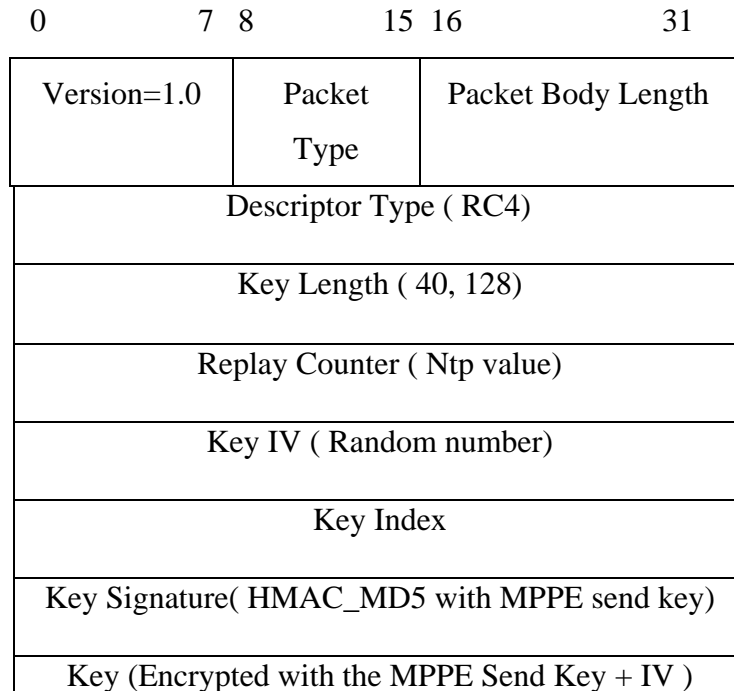 0 7 8 15 16 31
Version=1.0 Packet Packet Body Length
Type
Descriptor Type ( RC4)
Key Length ( 40, 128)
Replay Counter ( Ntp value)
Key IV ( Random number)
Key Index
Key Signature( HMAC_MD5 with MPPE send key)
Key (Encrypted with the MPPE Send Key + IV )